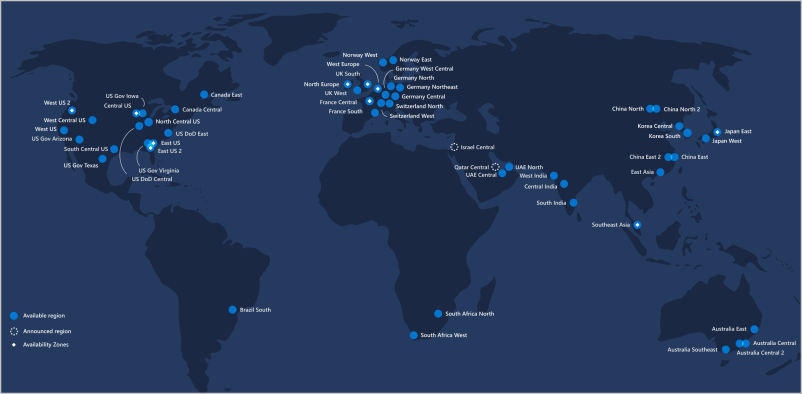 Norway West
Norway East
West Europe
Germany West Central
UK South
Germany North
North Europe
Germany Northeast
UK West
Germany Central
France Central
Switzerland North
France South
Switzerland West
Canada East
US Gov Iowa
West US 2
Central US
Canada Central
West Central US
North Central US
West US
US DoD East
US Gov Arizona
East US
South Central US
East US 2
US Gov Texas
US Gov Virginia
US DoD Central
China North
China North 2
Korea Central
Japan East
Korea South
Japan West
Israel Central
China East 2
China East
Qatar Central
UAE North
UAE Central
West India
East Asia
Central India
South India
Southeast Asia
Brazil South
South Africa North
South Africa West
Available region
Announced region
Availability Zones
Australia East
Australia Central
Australia Southeast
Australia Central 2